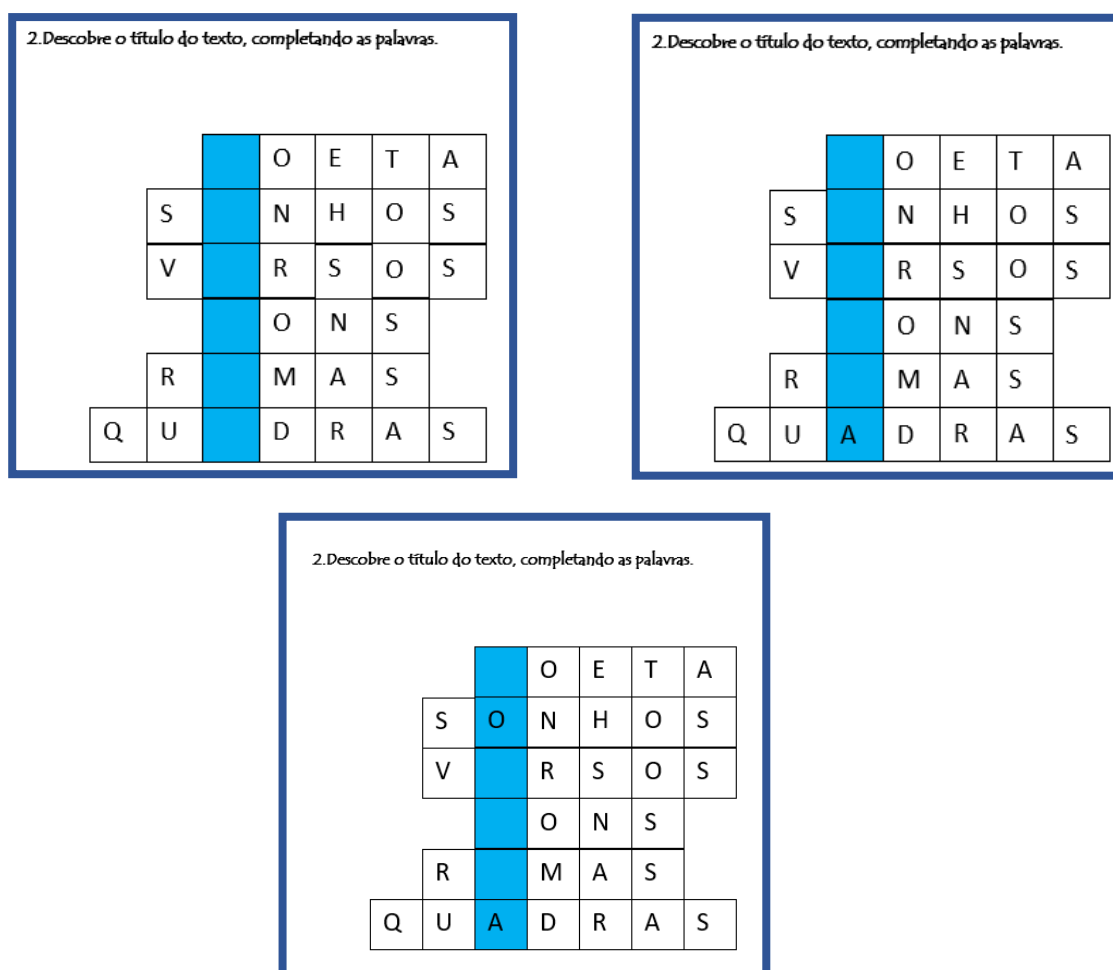 2.Descobre o título do texto, completando as palavras.
O E T A
S N H O S
V R S O S
O N S
R M A S
Q U D R A S
2.Descobre o título do texto, completando as palavras.
O E T A
S N H O S
V R S O S
O N S
R M A S
Q U A D R A S
2.Descobre o título do texto, completando as palavras.
O E T A
S O N H O S
V R S O S
O N S
R M A S
Q U A D R A S